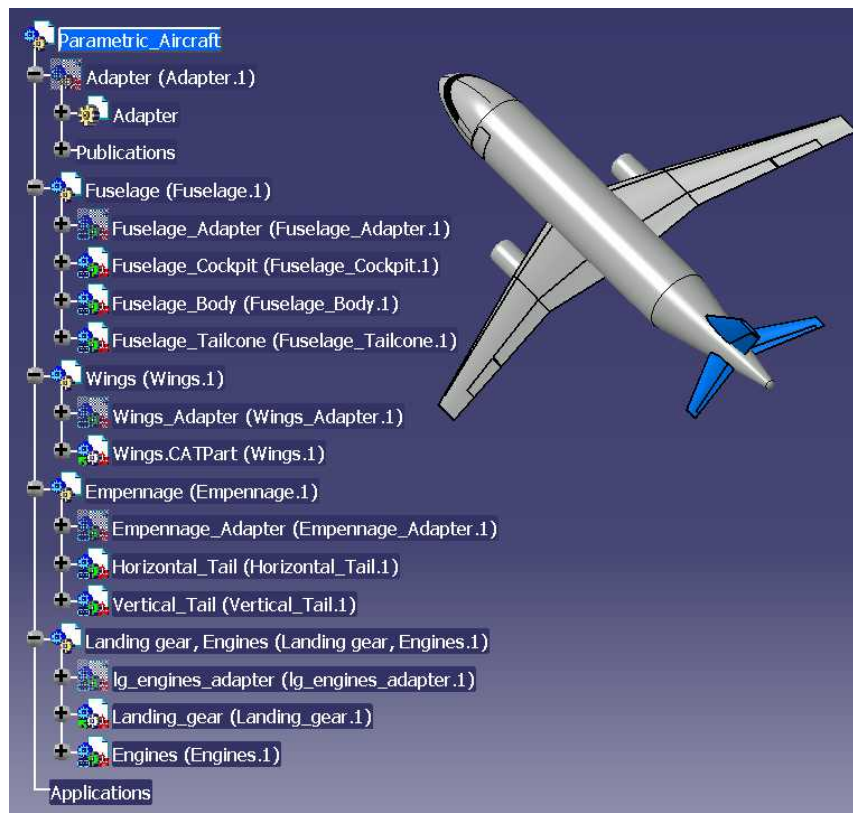 Parametric_Aircraft
Adapter (Adapter.1)
Adapter
Publications
Fuselage (Fuselage.1)
Fuselage_Adapter (Fuselage_Adapter.1)
Fuselage_Cockpit (Fuselage_Cockpit.1)
Fuselage_Body (Fuselage_Body.1)
Fuselage_Tailcone (Fuselage_Tailcone.1)
Wings (Wings.1)
Wings_Adapter (Wings_Adapter.1)
Wings.CATPart (Wings.1)
Empennage (Empennage.1)
Empennage_Adapter (Empennage_Adapter.1)
Horizontal_Tail (Horizontal_Tail.1)
Vertical_Tail (Vertical_Tail.1)
Landing gear, Engines (Landing gear, Engines.1)
lg_engines_adapter (lg_engines_adapter.1)
Landing_gear (Landing_gear.1)
Engines (Engines.1)
Applications